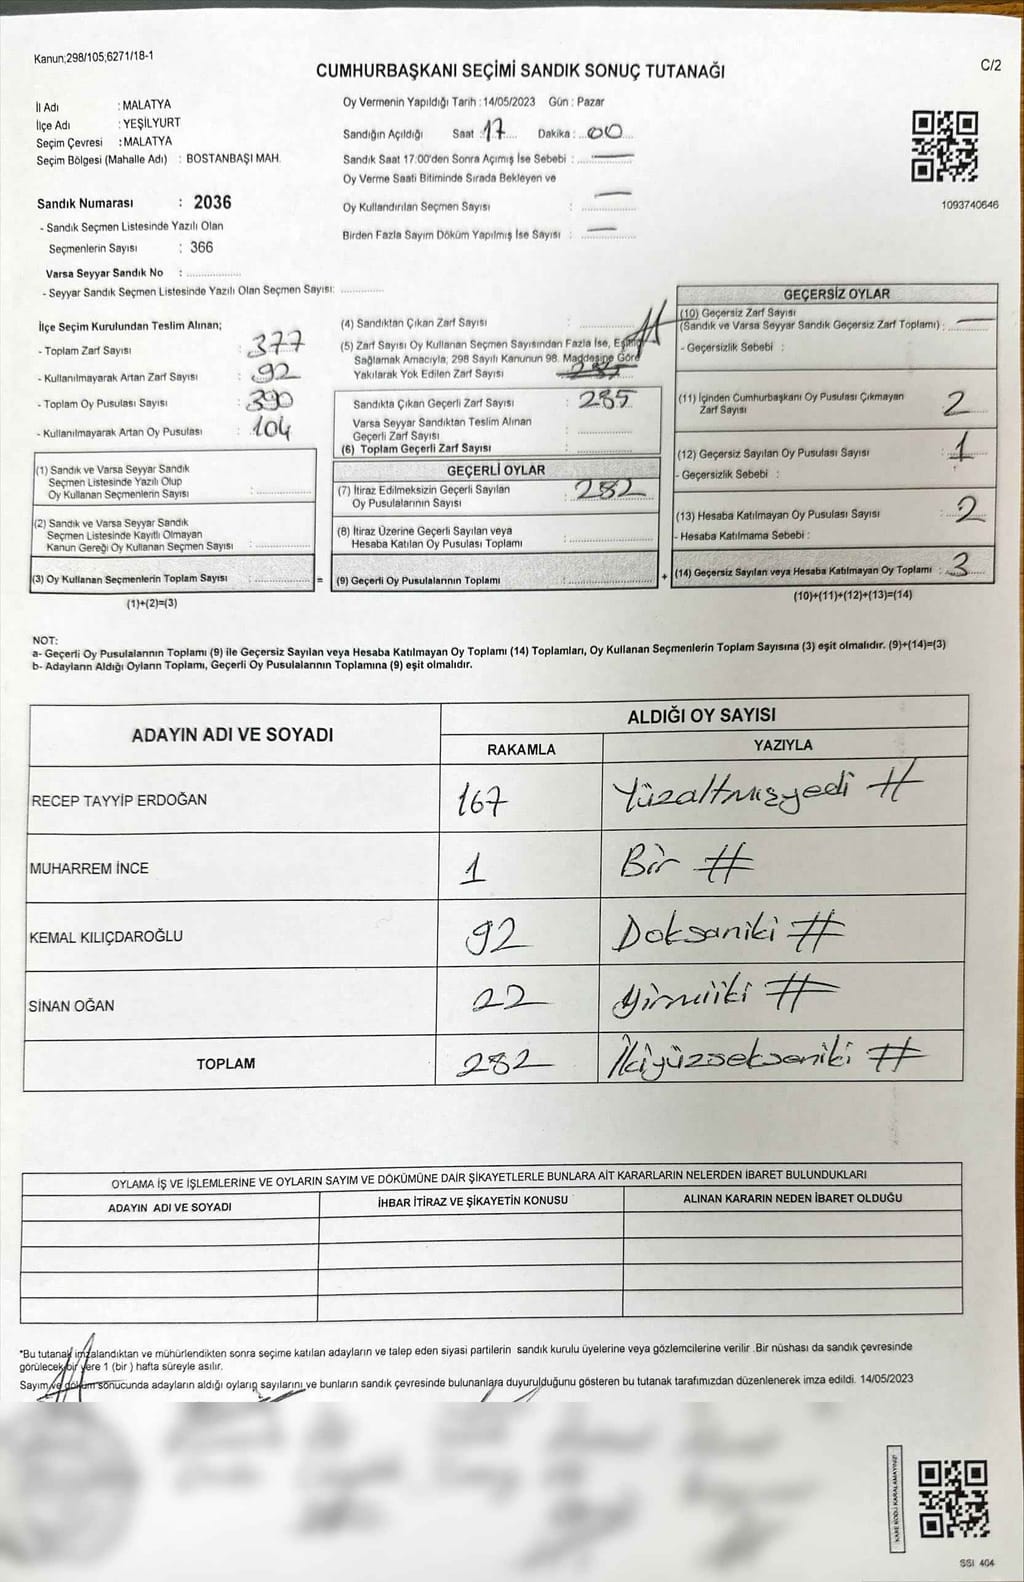 Kanun;298/105;6271/18-1
C/2
CUMHURBAŞKANI SEÇİMİ SANDIK SONUÇ TUTANAĞI
İl Adı : MALATYA
İlçe Adı : YEŞİLYURT
Seçim Çevresi : MALATYA
Seçim Bölgesi (Mahalle Adı) : BOSTANBAŞI MAH.
Sandık Numarası : 2036
- Sandık Seçmen Listesinde Yazılı Olan
Seçmenlerin Sayısı : 366
Varsa Seyyar Sandık No :
- Seyyar Sandık Seçmen Listesinde Yazılı Olan Seçmen Sayısı:
Oy Vermenin Yapıldığı Tarih : 14/05/2023 Gün : Pazar
Sandığın Açıldığı Saat : 17 Dakika : 00
Sandık Saat 17:00'den Sonra Açımış İse Sebebi :
Oy Verme Saati Bitiminde Sırada Bekleyen ve
Oy Kullandırılan Seçmen Sayısı :
Birden Fazla Sayım Döküm Yapılmış İse Sayısı :
1093740646
İlçe Seçim Kurulundan Teslim Alınan;
- Toplam Zarf Sayısı : 377
- Kullanılmayarak Artan Zarf Sayısı : 92
- Toplam Oy Pusulası Sayısı : 390
- Kullanılmayarak Artan Oy Pusulası : 104
(1) Sandık ve Varsa Seyyar Sandık
Seçmen Listesinde Yazılı Olup
Oy Kullanan Seçmenlerin Sayısı :
(2) Sandık ve Varsa Seyyar Sandık
Seçmen Listesinde Kayıtlı Olmayan
Kanun Gereği Oy Kullanan Seçmen Sayısı :
(3) Oy Kullanan Seçmenlerin Toplam Sayısı : =
(1)+(2)=(3)
(4) Sandıktan Çıkan Zarf Sayısı :
(5) Zarf Sayısı Oy Kullanan Seçmen Sayısından Fazla İse, Eşitliği
Sağlamak Amacıyla, 298 Sayılı Kanunun 98. Maddesine Göre
Yakılarak Yok Edilen Zarf Sayısı
Sandıkta Çıkan Geçerli Zarf Sayısı : 285
Varsa Seyyar Sandıktan Teslim Alınan
Geçerli Zarf Sayısı :
(6) Toplam Geçerli Zarf Sayısı :
GEÇERLİ OYLAR
(7) İtiraz Edilmeksizin Geçerli Sayılan : 282
Oy Pusulalarının Sayısı
(8) İtiraz Üzerine Geçerli Sayılan veya
Hesaba Katılan Oy Pusulası Toplamı :
(9) Geçerli Oy Pusulalarının Toplamı : +
GEÇERSİZ OYLAR
(10) Geçersiz Zarf Sayısı
(Sandık ve Varsa Seyyar Sandık Geçersiz Zarf Toplamı) :
- Geçersizlik Sebebi :
(11) İçinden Cumhurbaşkanı Oy Pusulası Çıkmayan
Zarf Sayısı : 2
(12) Geçersiz Sayılan Oy Pusulası Sayısı : 1
- Geçersizlik Sebebi :
(13) Hesaba Katılmayan Oy Pusulası Sayısı : 2
- Hesaba Katılmama Sebebi :
(14) Geçersiz Sayılan veya Hesaba Katılmayan Oy Toplamı : 3
(10)+(11)+(12)+(13)=(14)
NOT:
a- Geçerli Oy Pusulasının Toplamı (9) ile Geçersiz Sayılan veya Hesaba Katılmayan Oy Toplamı (14) Toplamları, Oy Kullanan Seçmenlerin Toplam Sayısına (3) eşit olmalıdır. (9)+(14)=(3)
b- Adayların Aldığı Oyların Toplamı, Geçerli Oy Pusulalarının Toplamına (9) eşit olmalıdır.
ADAYIN ADI VE SOYADI
ALDIĞI OY SAYISI
RAKAMLA YAZIYLA
RECEP TAYYİP ERDOĞAN 167 Yüzaltmışyedi #
MUHARREM İNCE 1 Bir #
KEMAL KILIÇDAROĞLU 92 Doksaniki #
SİNAN OĞAN 22 Yirmiiki #
TOPLAM 282 İkiyüzsekseniki #
OYLAMA İŞ VE İŞLEMLERİNE VE OYLARIN SAYIM VE DÖKÜMÜNE DAİR ŞİKAYETLERLE BUNLARA AİT KARARLARIN NELERDEN İBARET BULUNDUKLARI
ADAYIN ADI VE SOYADI İHBAR İTİRAZ VE ŞİKAYETİN KONUSU ALINAN KARARIN NEDEN İBARET OLDUĞU
*Bu tutanak imzalandıktan ve mühürlendikten sonra seçime katılan adayların ve talep eden siyasi partilerin sandık kurulu üyelerine veya gözlemcilerine verilir .Bir nüshası da sandık çevresinde
görülecek bir yere 1 (bir ) hafta süreyle asılır.
Sayım ve döküm sonucunda adayların aldığı oyların sayılarını ve bunların sandık çevresinde bulunanlara duyurulduğunu gösteren bu tutanak tarafımızdan düzenlenerek imza edildi. 14/05/2023
KARE KODU KARALAMAYINIZ!
SSI 404